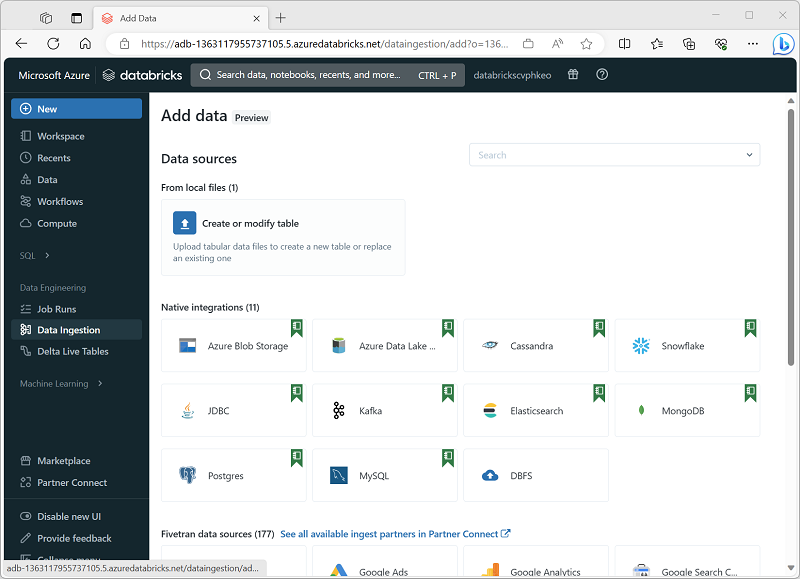 Add Data
https://adb-1363117955737105.5.azuredatabricks.net/dataingestion/add?o=136...
Microsoft Azure databricks Search data, notebooks, recents, and more... CTRL + P databrickscvphkeo
New
Workspace
Recents
Data
Workflows
Compute
SQL
Data Engineering
Job Runs
Data Ingestion
Delta Live Tables
Machine Learning
Marketplace
Partner Connect
Disable new UI
Provide feedback
Collapse menu
adb-1363117955737105.5.azuredatabricks.net/dataingestion/ad...
Add data Preview
Data sources
Search
From local files (1)
Create or modify table
Upload tabular data files to create a new table or replace
an existing one
Native integrations (11)
Azure Blob Storage Azure Data Lake ... Cassandra Snowflake
JDBC Kafka Elasticsearch MongoDB
Postgres MySQL DBFS
Fivetran data sources (177) See all available ingest partners in Partner Connect
Google Ads Google Analytics Google Search C...